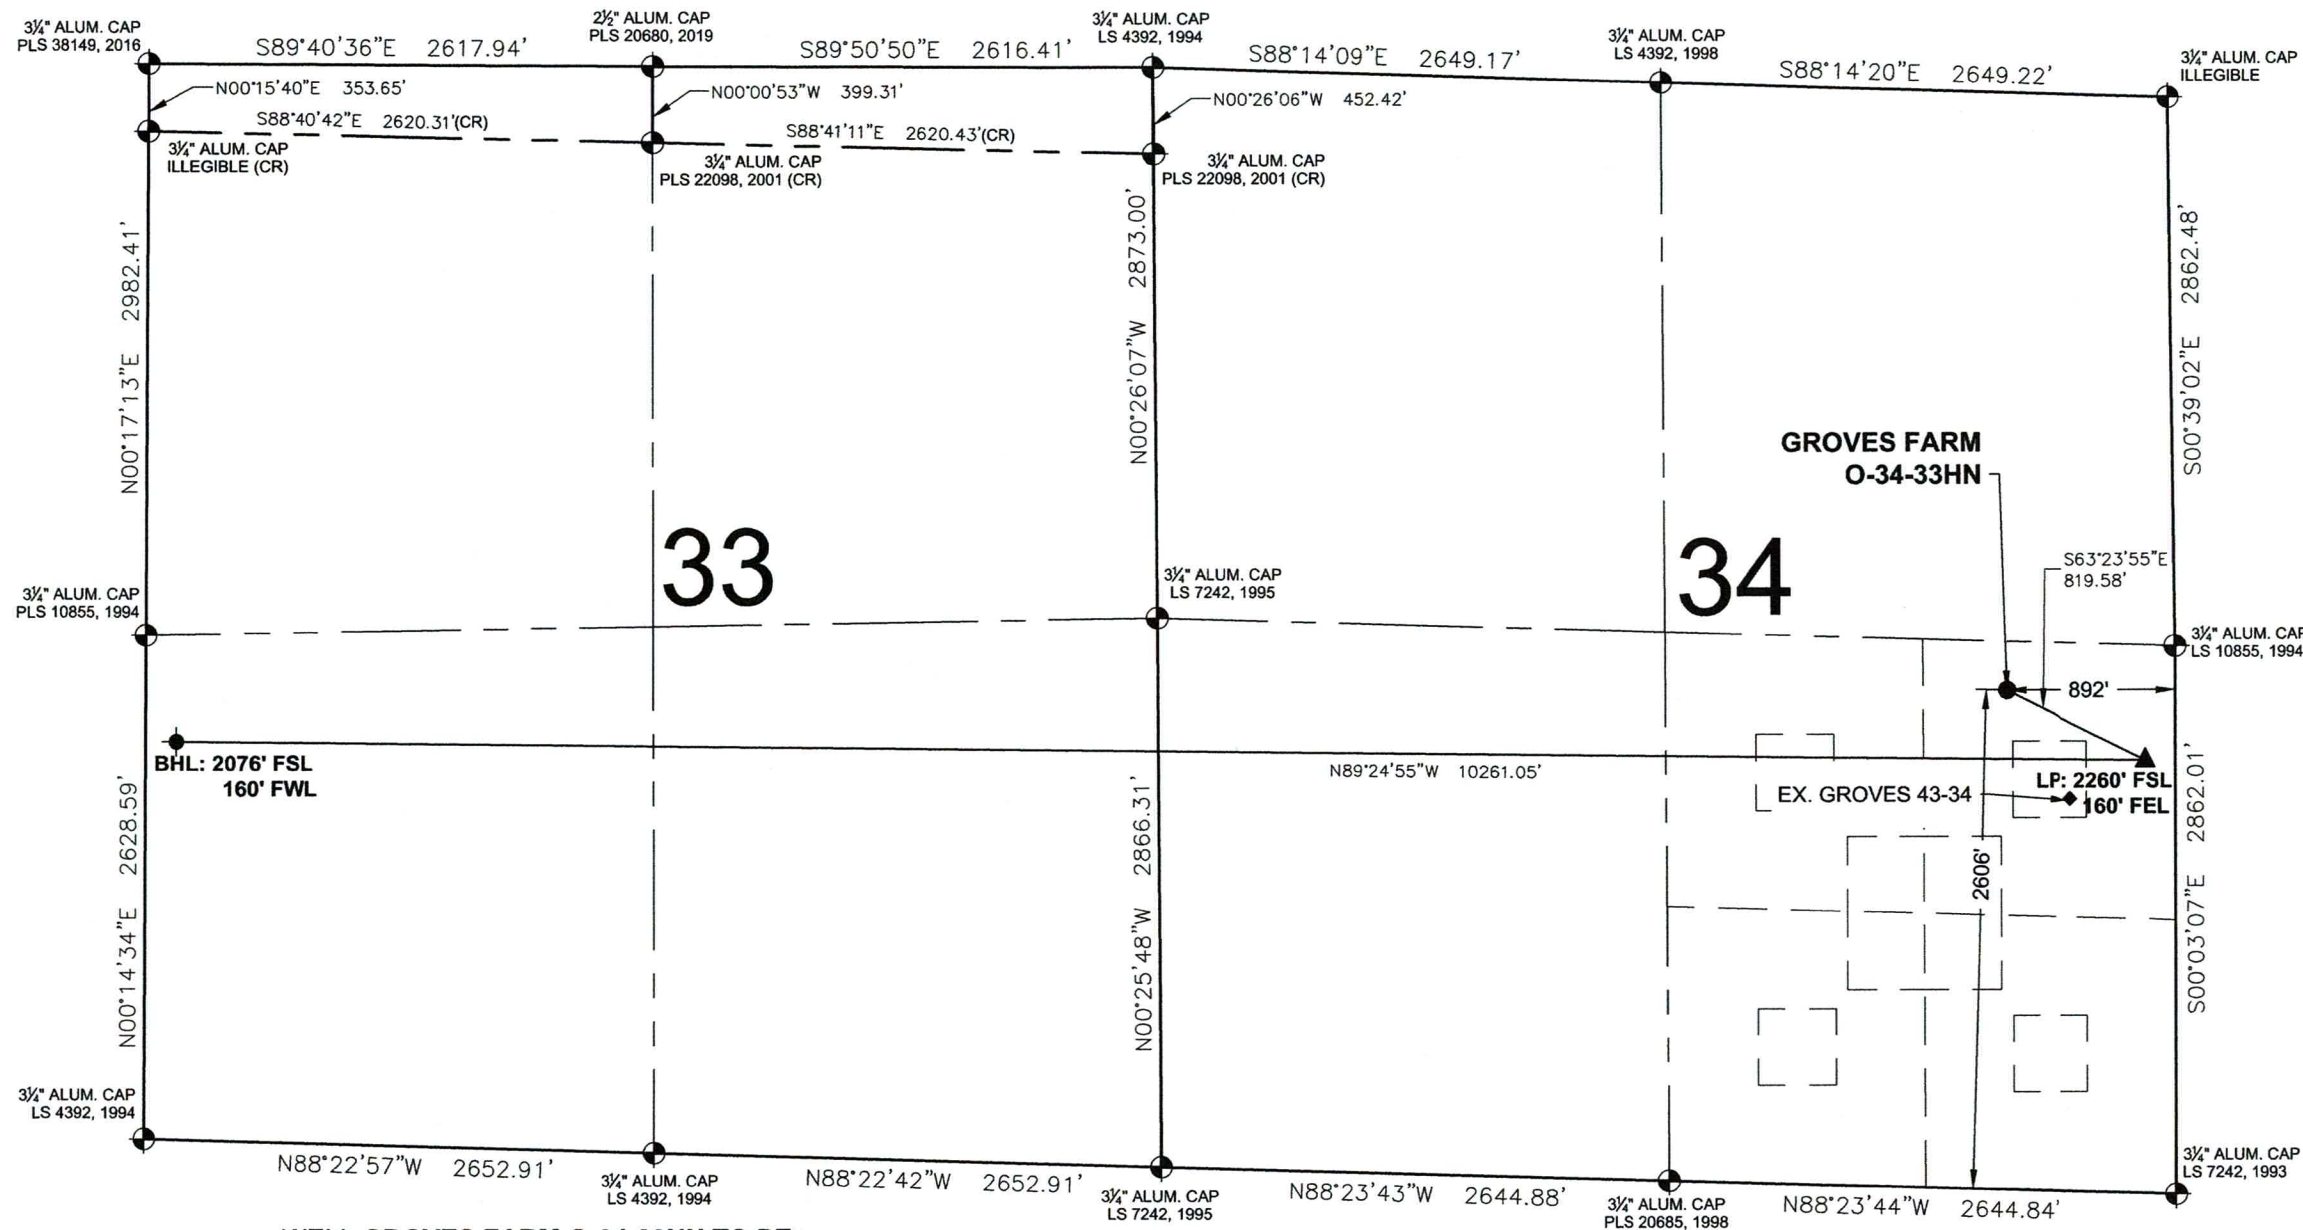 3¼" ALUM. CAP
PLS 38149, 2016
S89°40'36"E 2617.94'
2½" ALUM. CAP
PLS 20680, 2019
S89°50'50"E 2616.41'
3¼" ALUM. CAP
LS 4392, 1994
S88°14'09"E 2649.17'
3¼" ALUM. CAP
LS 4392, 1998
S88°14'20"E 2649.22'
3¼" ALUM. CAP
ILLEGIBLE
N00°15'40"E 353.65'
N00°00'53"W 399.31'
N00°26'06"W 452.42'
S88°40'42"E 2620.31'(CR)
S88°41'11"E 2620.43'(CR)
3¼" ALUM. CAP
ILLEGIBLE (CR)
3¼" ALUM. CAP
PLS 22098, 2001 (CR)
3¼" ALUM. CAP
PLS 22098, 2001 (CR)
N00°17'13"E 2982.41'
N00°26'07"W 2873.00'
S00°39'02"E 2862.48'
GROVES FARM
O-34-33HN
33
34
S63°23'55"E
819.58'
3¼" ALUM. CAP
PLS 10855, 1994
3¼" ALUM. CAP
LS 7242, 1995
3¼" ALUM. CAP
LS 10855, 1994
892'
BHL: 2076' FSL
160' FWL
N89°24'55"W 10261.05'
LP: 2260' FSL
160' FEL
EX. GROVES 43-34
2606'
N00°14'34"E 2628.59'
N00°25'48"W 2866.31'
S00°03'07"E 2862.01'
3¼" ALUM. CAP
LS 4392, 1994
N88°22'57"W 2652.91'
3¼" ALUM. CAP
LS 4392, 1994
N88°22'42"W 2652.91'
3¼" ALUM. CAP
LS 7242, 1995
N88°23'43"W 2644.88'
3¼" ALUM. CAP
PLS 20685, 1998
N88°23'44"W 2644.84'
3¼" ALUM. CAP
LS 7242, 1993